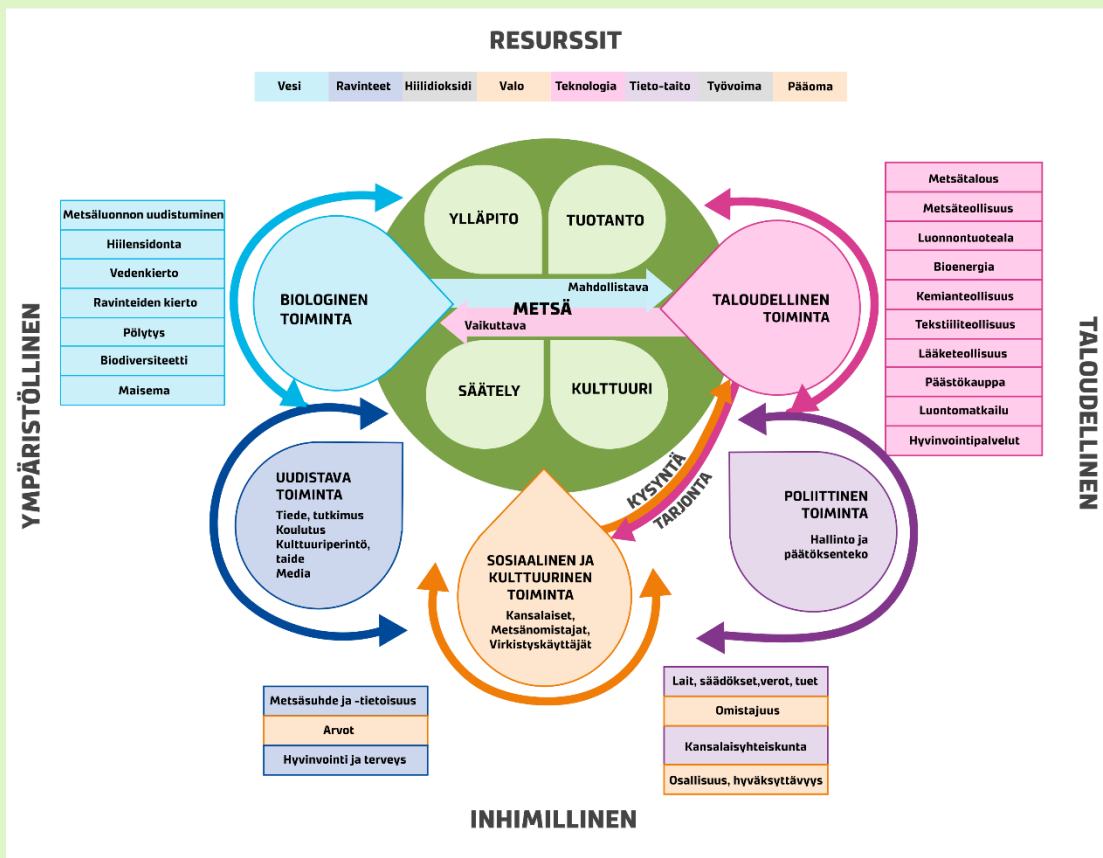 RESURSSIT
Vesi
Ravinteet
Hiilidioksidi
Valo
Teknologia
Tieto-taito
Työvoima
Pääoma
YMPÄRISTÖLLINEN
Metsäluonnon uudistuminen
Hiilensidonta
Vedenkierto
Ravinteiden kierto
Pölytys
Biodiversiteetti
Maisema
BIOLOGINEN
TOIMINTA
YLLÄPITO
TUOTANTO
Mahdollistava
METSÄ
Vaikuttava
SÄÄTELY
KULTTUURI
TALOUDELLINEN
TOIMINTA
Metsätalous
Metsäteollisuus
Luonnontuoteala
Bioenergia
Kemianteollisuus
Tekstiiliteollisuus
Lääketeollisuus
Päästökauppa
Luontomatkailu
Hyvinvointipalvelut
TALOUDELLINEN
UUDISTAVA
TOIMINTA
Tiede, tutkimus
Koulutus
Kulttuuriperintö,
taide
Media
KYSYNTÄ
TARJONTA
SOSIAALINEN JA
KULTTUURINEN
TOIMINTA
Kansalaiset,
Metsänomistajat,
Virkistyskäyttäjät
POLIITTINEN
TOIMINTA
Hallinto ja
päätöksenteko
Metsäsuhde ja -tietoisuus
Arvot
Hyvinvointi ja terveys
Lait, säädökset,verot, tuet
Omistajuus
Kansalaisyhteiskunta
Osallisuus, hyväksyttävyys
INHIMILLINEN